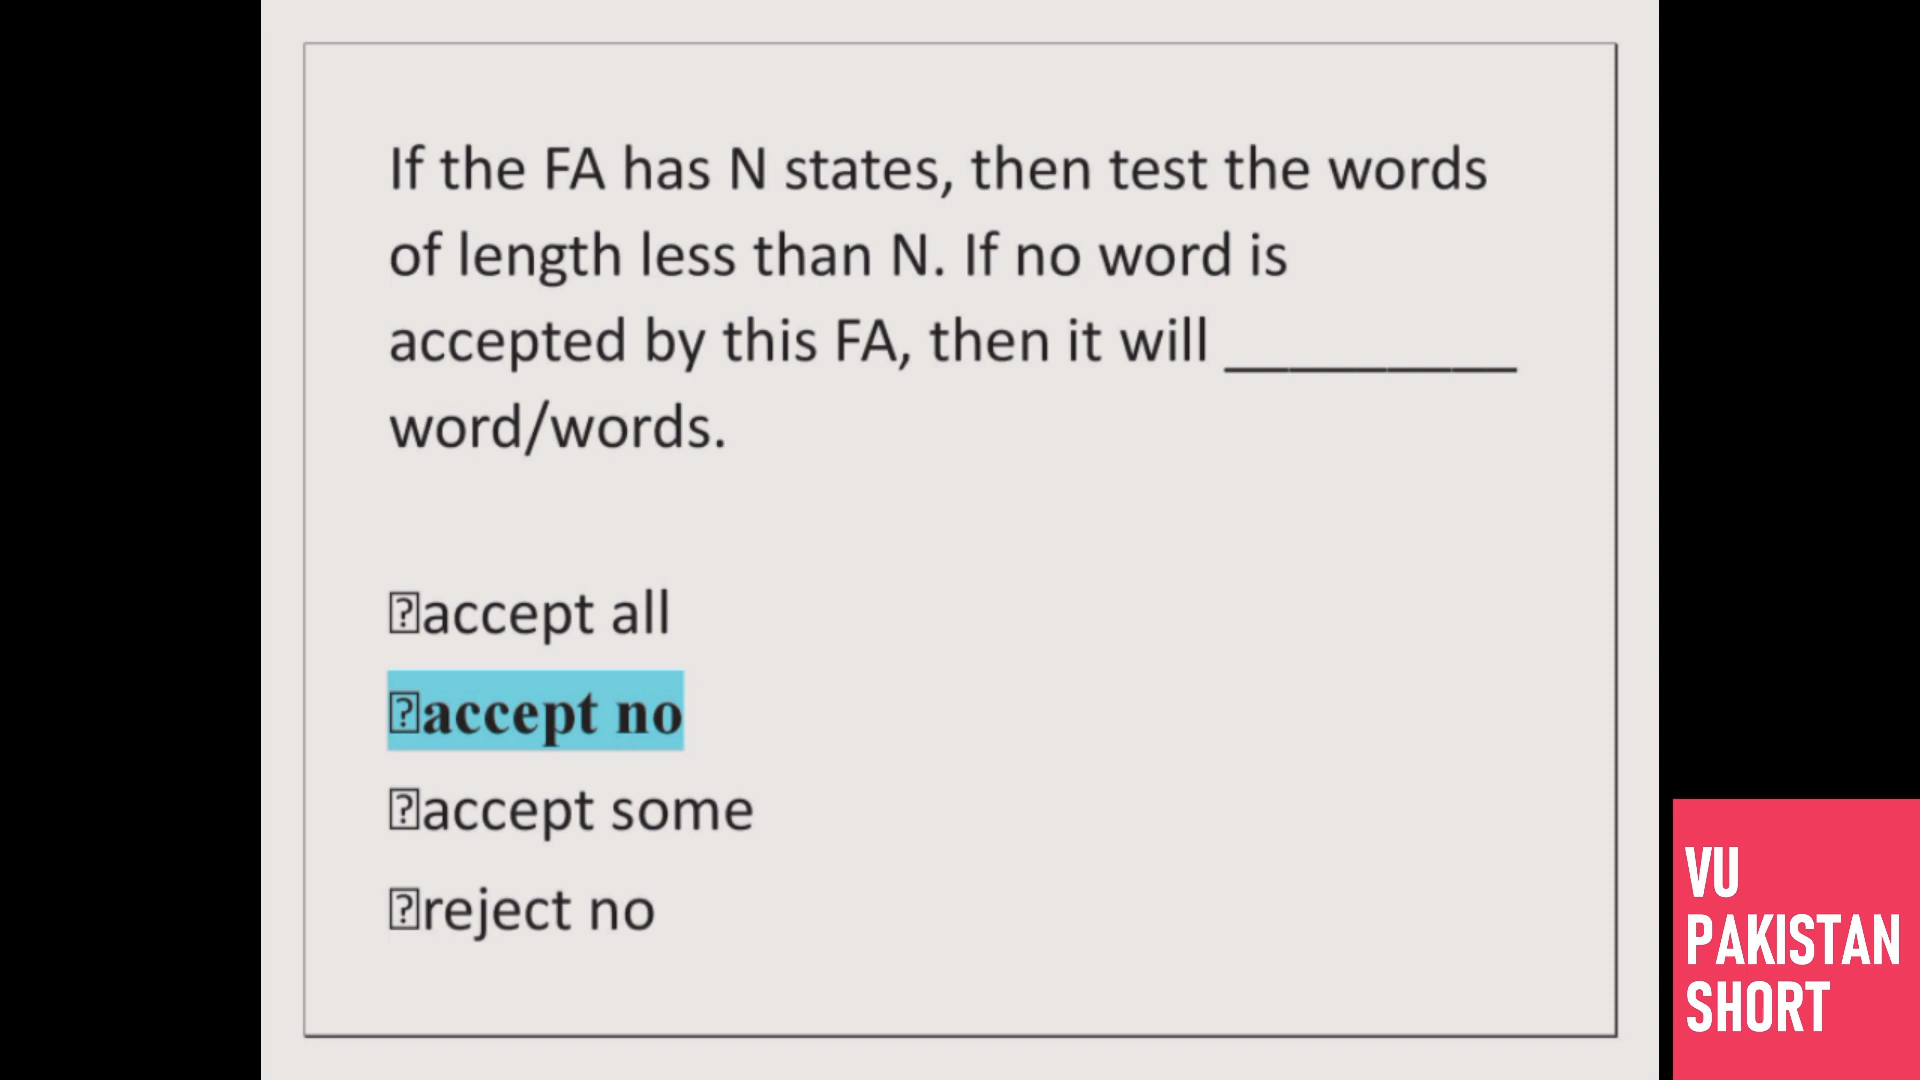 If the FA has N states, then test the words
of length less than N. If no word is
accepted by this FA, then it will _________
word/words.
accept all
accept no
accept some
reject no
VU
PAKISTAN
SHORT